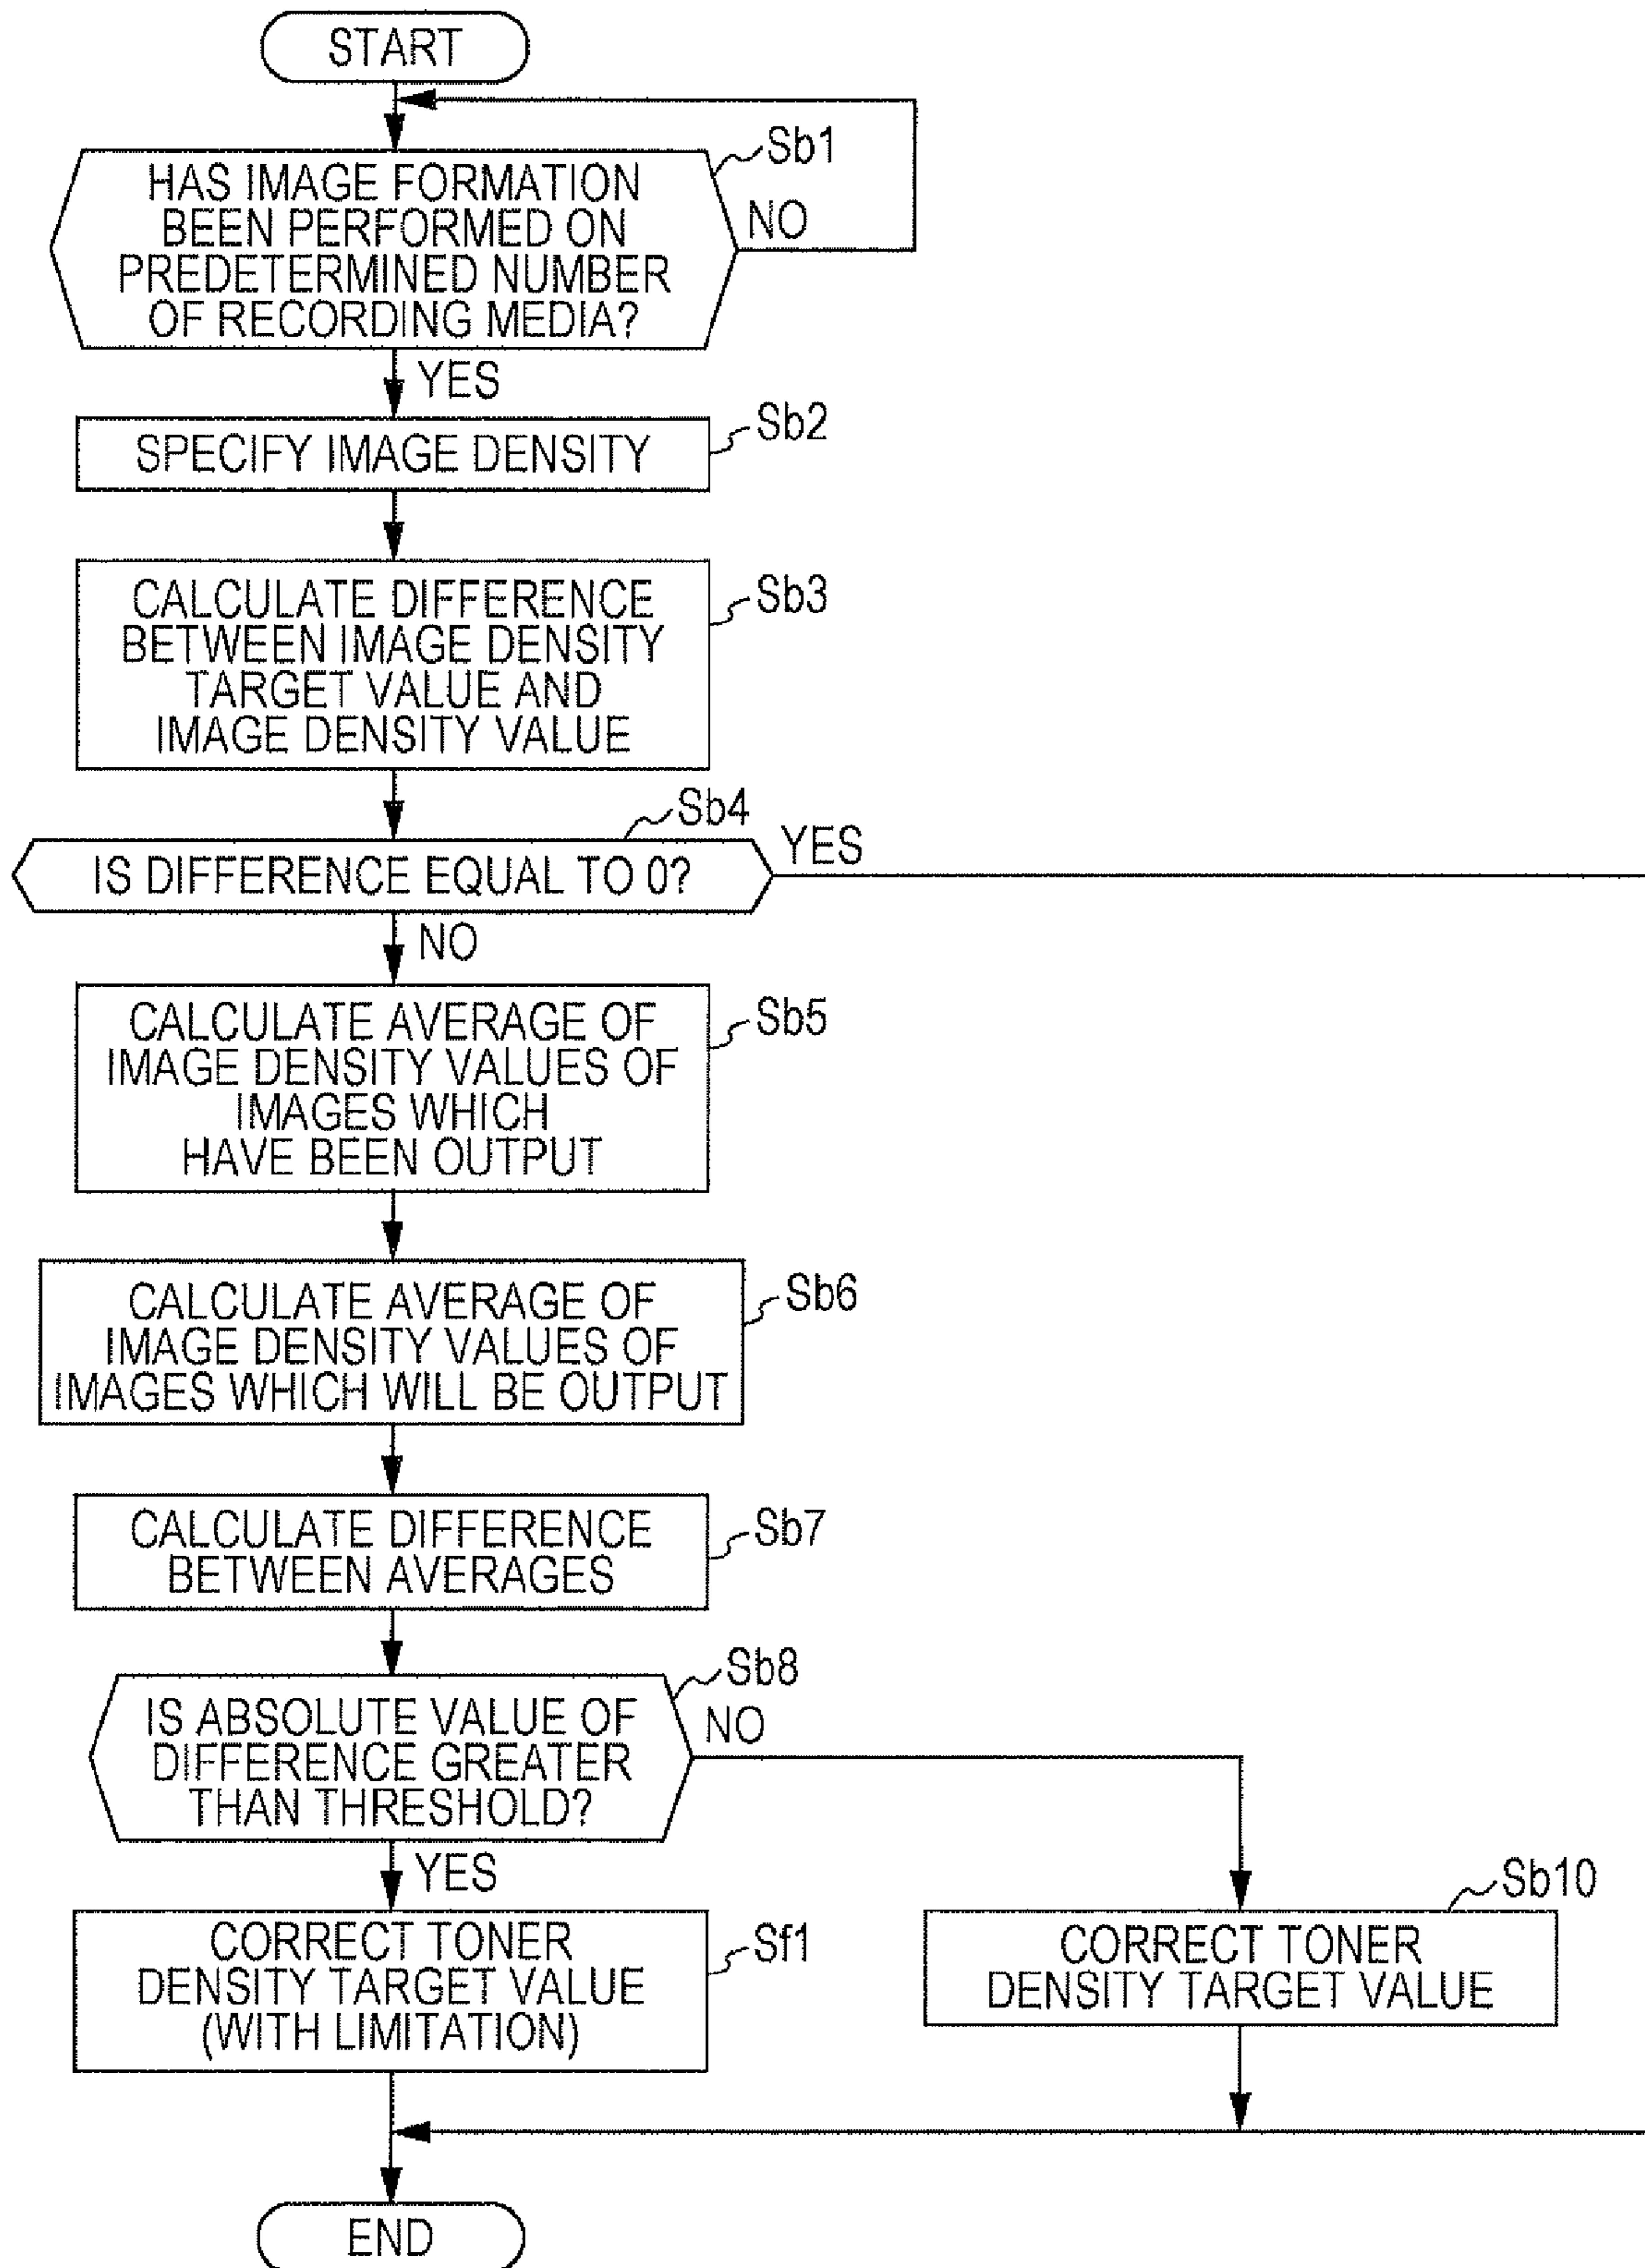 START
Sb1
HAS IMAGE FORMATION
BEEN PERFORMED ON
PREDETERMINED NUMBER
OF RECORDING MEDIA?
NO
YES
Sb2
SPECIFY IMAGE DENSITY
Sb3
CALCULATE DIFFERENCE
BETWEEN IMAGE DENSITY
TARGET VALUE AND
IMAGE DENSITY VALUE
Sb4
IS DIFFERENCE EQUAL TO 0?
YES
NO
Sb5
CALCULATE AVERAGE OF
IMAGE DENSITY VALUES OF
IMAGES WHICH
HAVE BEEN OUTPUT
Sb6
CALCULATE AVERAGE OF
IMAGE DENSITY VALUES OF
IMAGES WHICH WILL BE OUTPUT
Sb7
CALCULATE DIFFERENCE
BETWEEN AVERAGES
Sb8
IS ABSOLUTE VALUE OF
DIFFERENCE GREATER
THAN THRESHOLD?
NO
YES
Sf1
CORRECT TONER
DENSITY TARGET VALUE
(WITH LIMITATION)
Sb10
CORRECT TONER
DENSITY TARGET VALUE
END